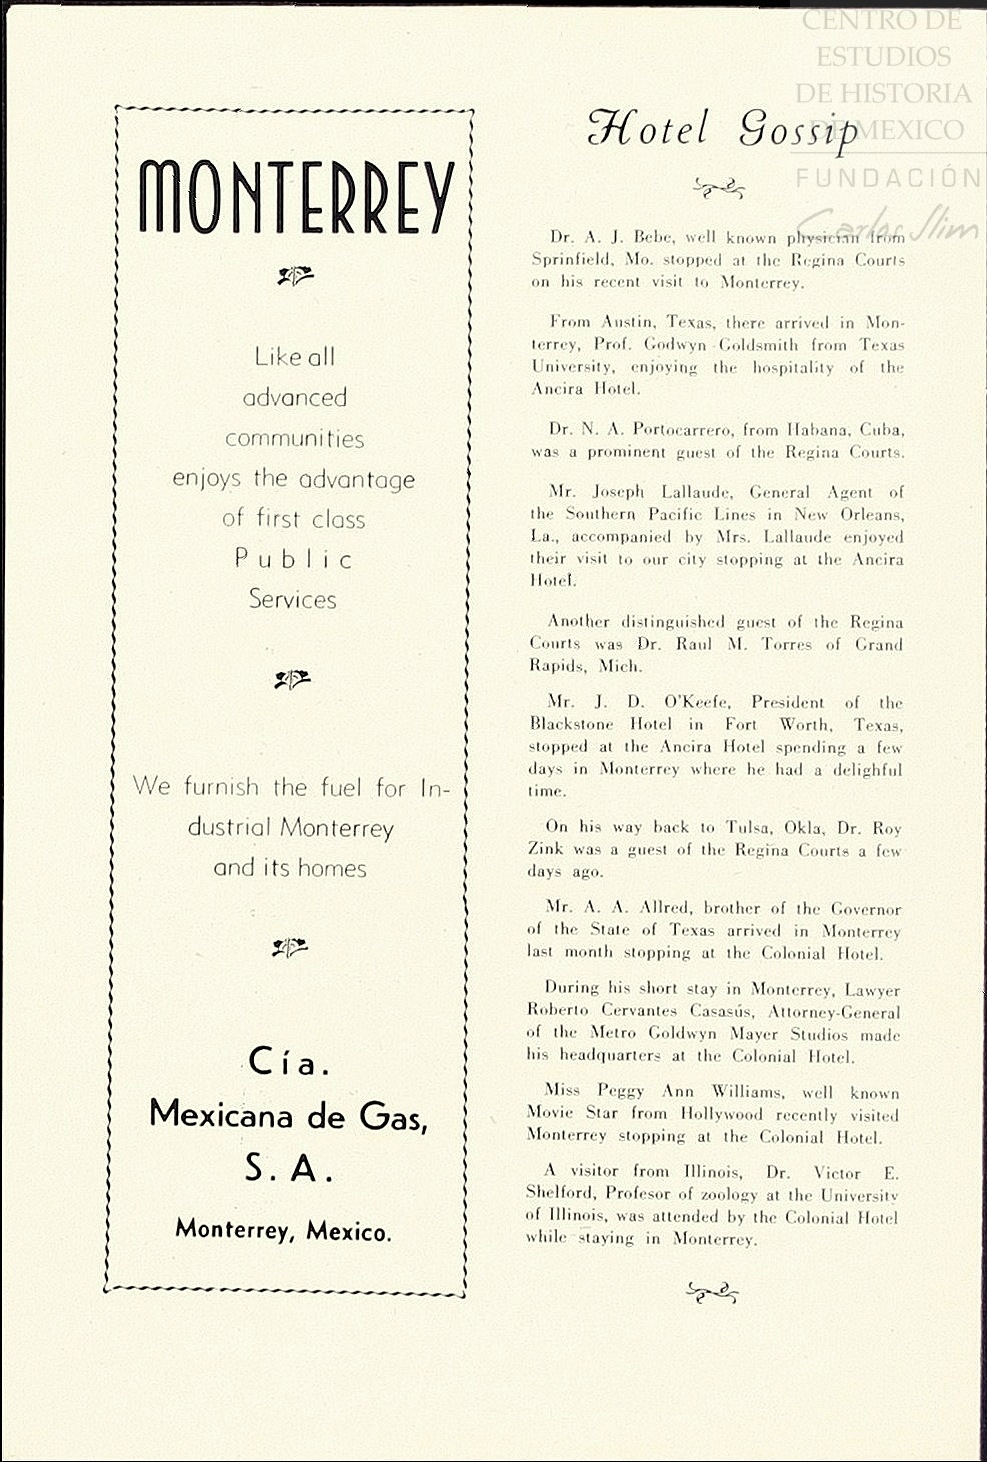 CENTRO DE
ESTUDIOS
DE HISTORIA
DE MEXICO
FUNDACIÓN
Carlos Slim
MONTERREY
Like all
advanced
communities
enjoys the advantage
of first class
Public
Services
We furnish the fuel for In-
dustrial Monterrey
and its homes
Cía.
Mexicana de Gas,
S. A.
Monterrey, Mexico.
Hotel Gossip
Dr. A. J. Bebe, well known physician from
Sprinfield, Mo. stopped at the Regina Courts
on his recent visit to Monterrey.
From Austin, Texas, there arrived in Mon-
terrey, Prof. Godwyn Goldsmith from Texas
University, enjoying the hospitality of the
Ancira Hotel.
Dr. N. A. Portocarrero, from Habana, Cuba,
was a prominent guest of the Regina Courts.
Mr. Joseph Lallaude, General Agent of
the Southern Pacific Lines in New Orleans,
La., accompanied by Mrs. Lallaude enjoyed
their visit to our city stopping at the Ancira
Hotel.
Another distinguished guest of the Regina
Courts was Dr. Raul M. Torres of Grand
Rapids, Mich.
Mr. J. D. O'Keefe, President of the
Blackstone Hotel in Fort Worth, Texas,
stopped at the Ancira Hotel spending a few
days in Monterrey where he had a delighful
time.
On his way back to Tulsa, Okla, Dr. Roy
Zink was a guest of the Regina Courts a few
days ago.
Mr. A. A. Allred, brother of the Governor
of the State of Texas arrived in Monterrey
last month stopping at the Colonial Hotel.
During his short stay in Monterrey, Lawyer
Roberto Cervantes Casasús, Attorney-General
of the Metro Goldwyn Mayer Studios made
his headquarters at the Colonial Hotel.
Miss Peggy Ann Williams, well known
Movie Star from Hollywood recently visited
Monterrey stopping at the Colonial Hotel.
A visitor from Illinois, Dr. Victor E.
Shelford, Profesor of zoology at the University
of Illinois, was attended by the Colonial Hotel
while staying in Monterrey.